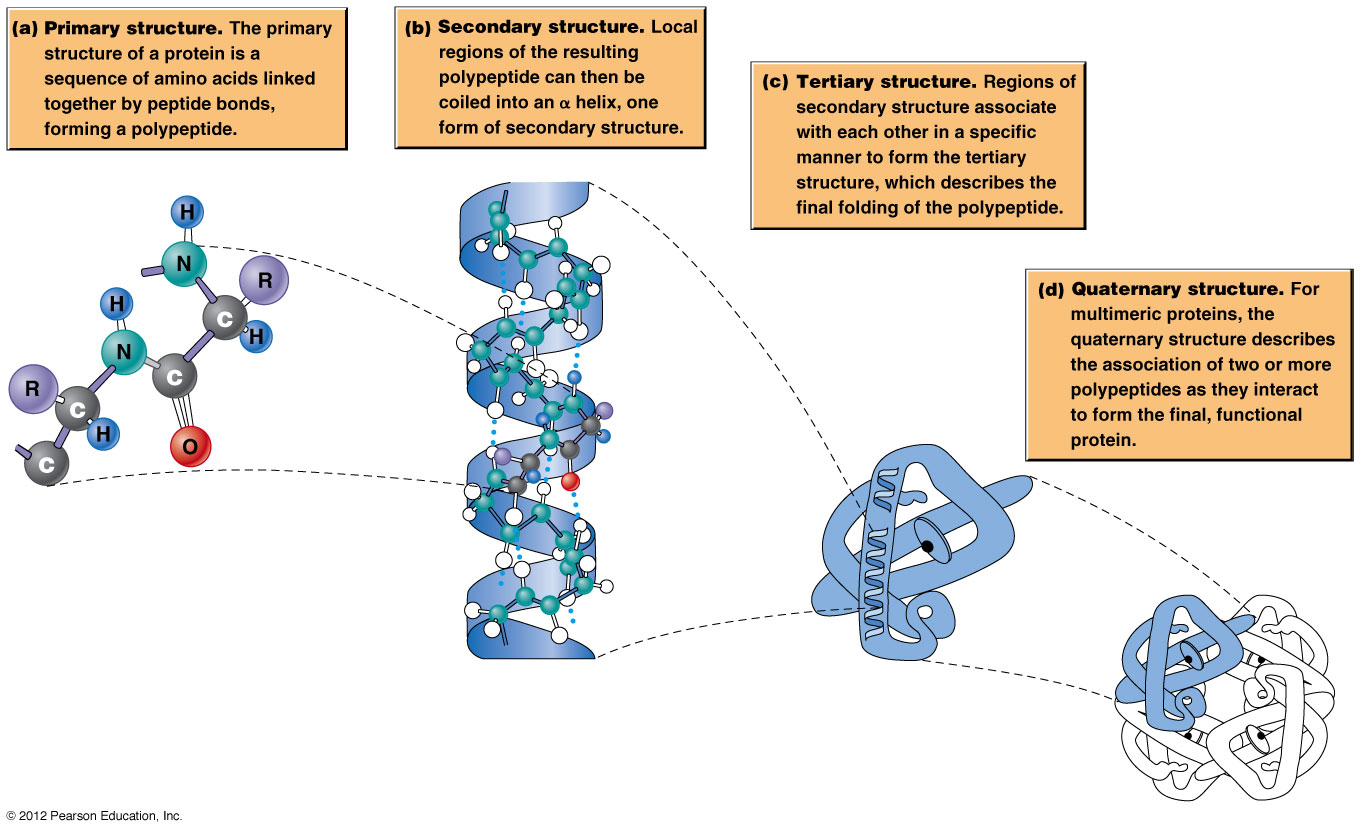 (a) Primary structure. The primary
structure of a protein is a
sequence of amino acids linked
together by peptide bonds,
forming a polypeptide.
(b) Secondary structure. Local
regions of the resulting
polypeptide can then be
coiled into an α helix, one
form of secondary structure.
(c) Tertiary structure. Regions of
secondary structure associate
with each other in a specific
manner to form the tertiary
structure, which describes the
final folding of the polypeptide.
(d) Quaternary structure. For
multimeric proteins, the
quaternary structure describes
the association of two or more
polypeptides as they interact
to form the final, functional
protein.
H
N
R
H
C
H
N
C
R
C
H
O
C
© 2012 Pearson Education, Inc.